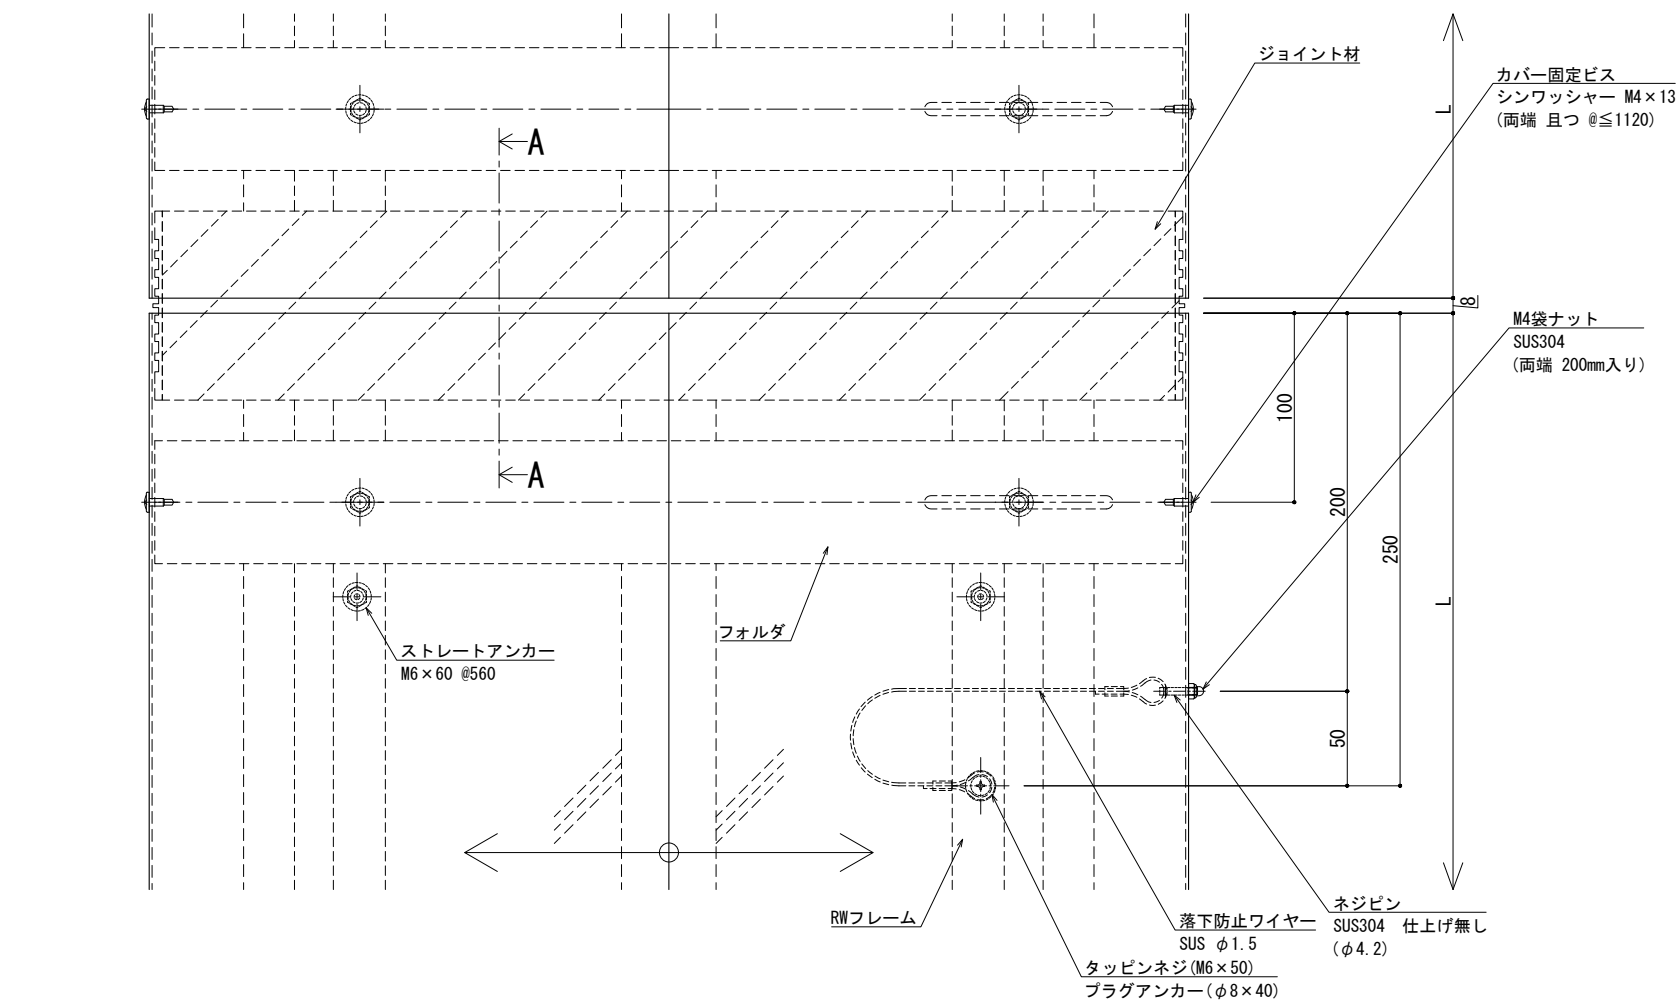 ジョイント材
カバー固定ビス
シンワッシャー M4×13
(両端 且つ @≦1120)
L
A
8
M4袋ナット
SUS304
(両端 200mm入り)
100
A
200
250
L
ストレートアンカー
M6×60 @560
フォルダ
50
RWフレーム
落下防止ワイヤー
SUS φ1.5
ネジピン
SUS304 仕上げ無し
(φ4.2)
タッピンネジ(M6×50)
プラグアンカー(φ8×40)